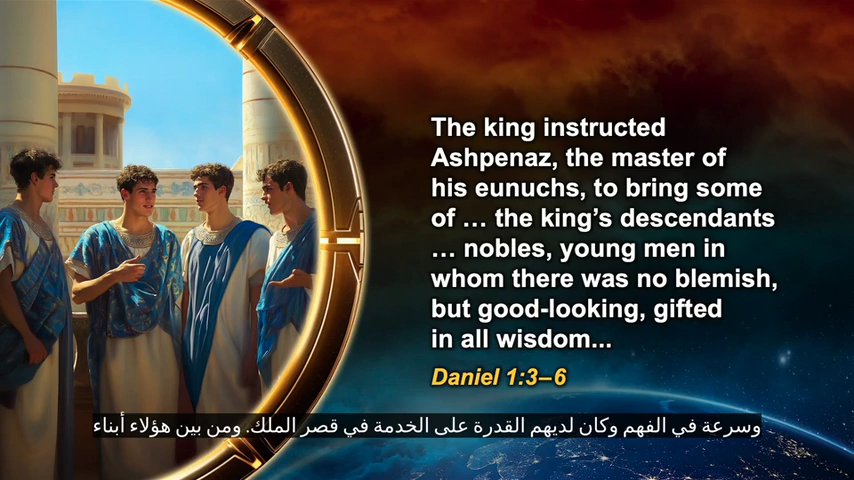 The king instructed
Ashpenaz, the master of
his eunuchs, to bring some
of … the king’s descendants
… nobles, young men in
whom there was no blemish,
but good-looking, gifted
in all wisdom...
Daniel 1:3–6
وسرعة في الفهم وكان لديهم القدرة على الخدمة في قصر الملك. ومن بين هؤلاء أبناء